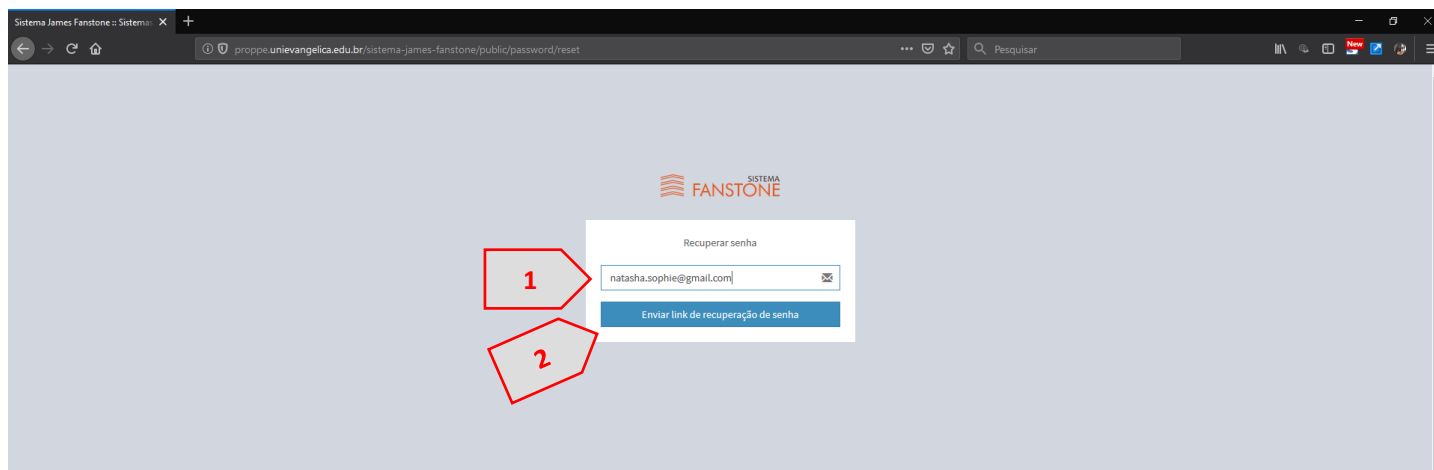 Sistema James Fanstone :: Sistemas
proppe.unievangelica.edu.br/sistema-james-fanstone/public/password/reset
Pesquisar
New
SISTEMA
FANSTONE
Recuperar senha
1
natasha.sophie@gmail.com
Enviar link de recuperação de senha
2